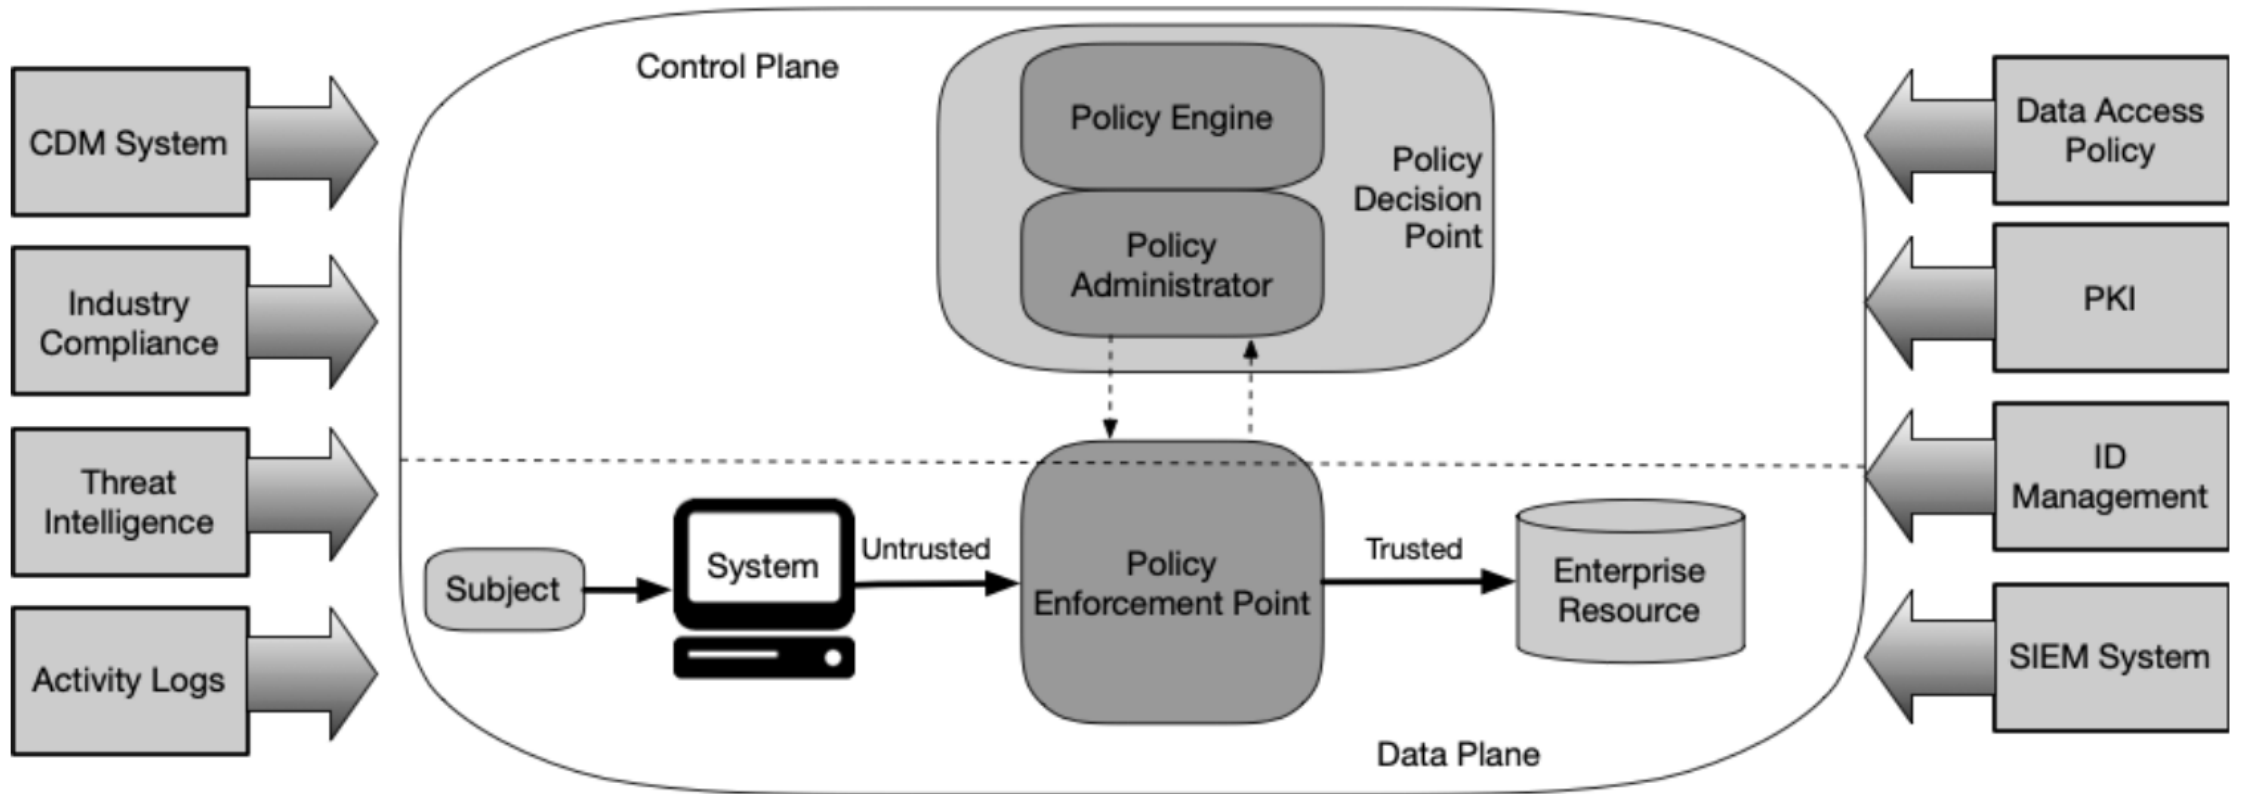 Control Plane
Policy Engine
Policy
Administrator
Policy
Decision
Point
CDM System
Industry
Compliance
Threat
Intelligence
Activity Logs
Data Access
Policy
PKI
ID
Management
SIEM System
Subject
System
Untrusted
Policy
Enforcement Point
Trusted
Enterprise
Resource
Data Plane